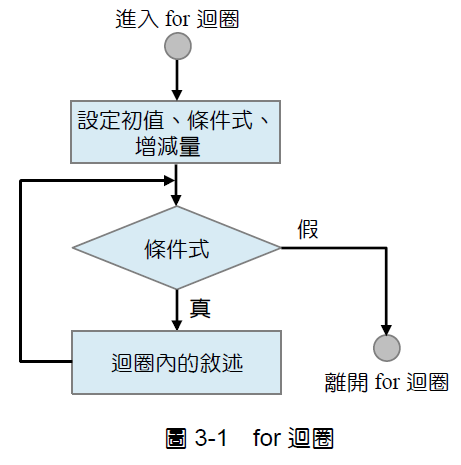 進入 for 迴圈
設定初值、條件式、
增減量
條件式
假
真
迴圈內的敘述
離開 for 迴圈
圖 3-1 for 迴圈